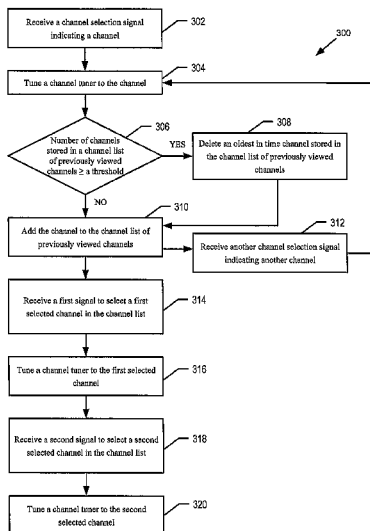 Receive a channel selection signal
indicating a channel
302
300
Tune a channel tuner to the channel
304
306
Number of channels
stored in a channel list
of previously viewed
channels ≥ a threshold
YES
308
Delete an oldest in time channel stored in
the channel list of previously viewed
channels
NO
310
Add the channel to the channel list of
previously viewed channels
312
Receive another channel selection signal
indicating another channel
Receive a first signal to select a first
selected channel in the channel list
314
Tune a channel tuner to the first selected
channel
316
Receive a second signal to select a second
selected channel in the channel list
318
Tune a channel tuner to the second
selected channel
320